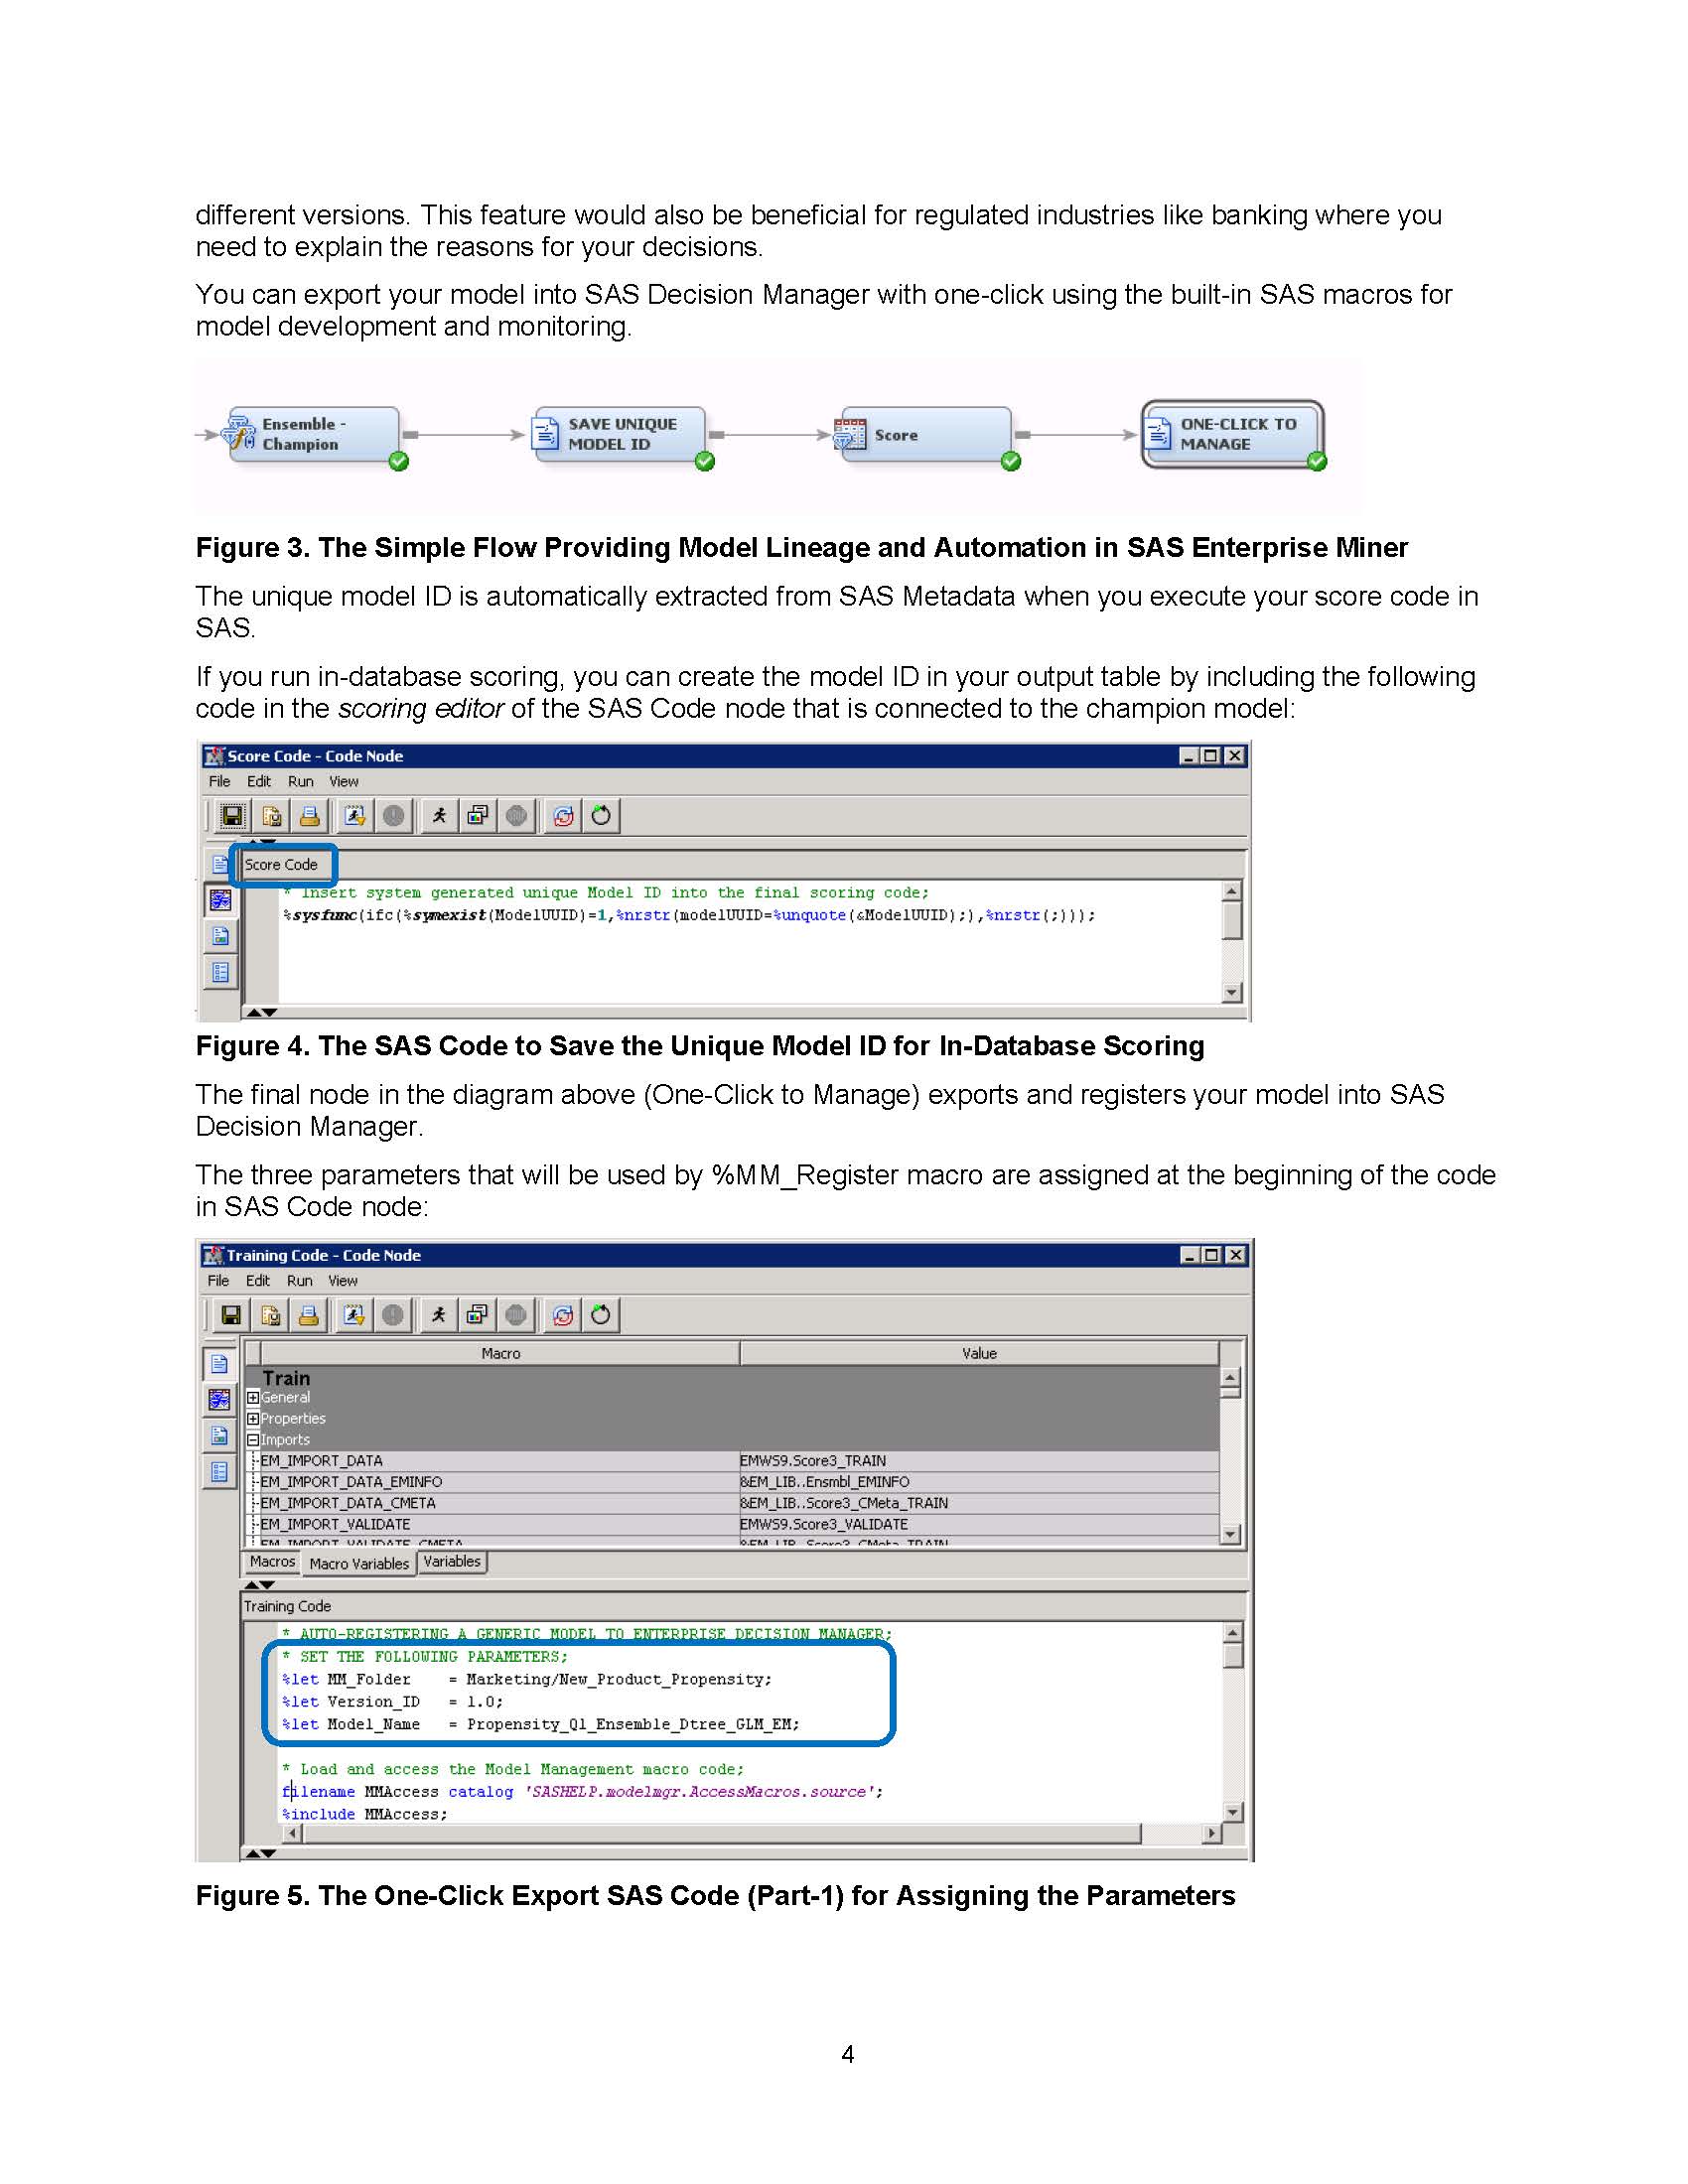 different versions. This feature would also be beneficial for regulated industries like banking where you
need to explain the reasons for your decisions.
You can export your model into SAS Decision Manager with one-click using the built-in SAS macros for
model development and monitoring.
Ensemble -
Champion
SAVE UNIQUE
MODEL ID
Score
ONE-CLICK TO
MANAGE
Figure 3. The Simple Flow Providing Model Lineage and Automation in SAS Enterprise Miner
The unique model ID is automatically extracted from SAS Metadata when you execute your score code in
SAS.
If you run in-database scoring, you can create the model ID in your output table by including the following
code in the scoring editor of the SAS Code node that is connected to the champion model:
Score Code - Code Node
File Edit Run View
Score Code
* Insert system generated unique Model ID into the final scoring code;
%sysfunc(ifc(%symexist(ModelUUID)=1,%nrstr(modelUUID=%unquote(&ModelUUID);),%nrstr(;)));
Figure 4. The SAS Code to Save the Unique Model ID for In-Database Scoring
The final node in the diagram above (One-Click to Manage) exports and registers your model into SAS
Decision Manager.
The three parameters that will be used by %MM_Register macro are assigned at the beginning of the code
in SAS Code node:
Training Code - Code Node
File Edit Run View
Macro Value
Train
General
Properties
Imports
EM_IMPORT_DATA EMWS9.Score3_TRAIN
EM_IMPORT_DATA_EMINFO &EM_LIB..Ensmbl_EMINFO
EM_IMPORT_DATA_CMETA &EM_LIB..Score3_CMeta_TRAIN
EM_IMPORT_VALIDATE EMWS9.Score3_VALIDATE
EM_IMPORT_VALIDATE_CMETA &EM_LIB..Score3_CMeta_TRAIN
Macros Macro Variables Variables
Training Code
* AUTO-REGISTERING A GENERIC MODEL TO ENTERPRISE DECISION MANAGER;
* SET THE FOLLOWING PARAMETERS;
%let MM_Folder = Marketing/New_Product_Propensity;
%let Version_ID = 1.0;
%let Model_Name = Propensity_Q1_Ensemble_Dtree_GLM_EM;
* Load and access the Model Management macro code;
filename MMAccess catalog 'SASHELP.modelmgr.AccessMacros.source';
%include MMAccess;
Figure 5. The One-Click Export SAS Code (Part-1) for Assigning the Parameters
4